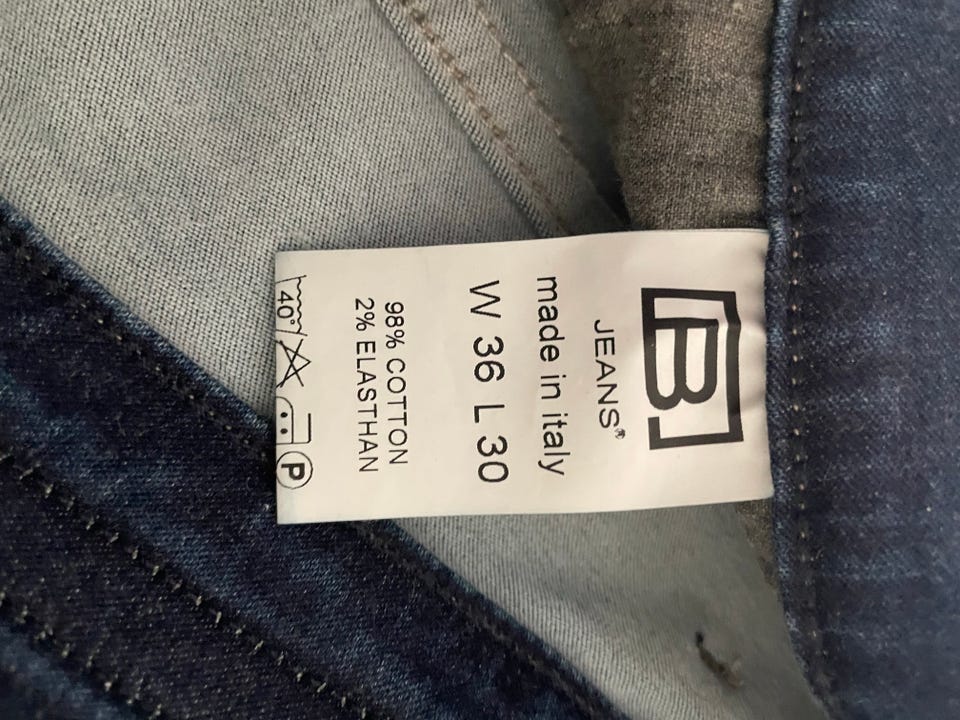 B
JEANS®
made in italy
W 36 L 30
98% COTTON
2% ELASTHAN
40° P